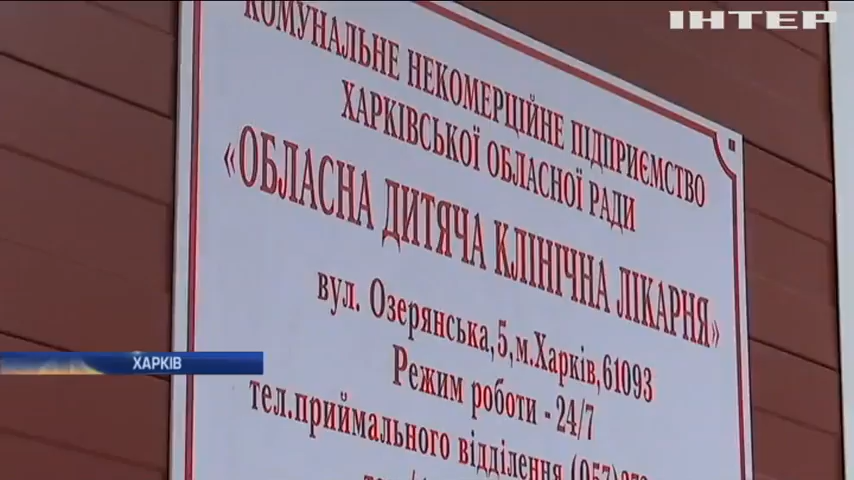 ІНТЕР
КОМУНАЛЬНЕ НЕКОМЕРЦІЙНЕ ПІДПРИЄМСТВО
ХАРКІВСЬКОЇ ОБЛАСНОЇ РАДИ
«ОБЛАСНА ДИТЯЧА КЛІНІЧНА ЛІКАРНЯ»
вул. Озерянська,5,м.Харків,61093
Режим роботи - 24/7
тел.приймального відділення (057)
ХАРКІВ